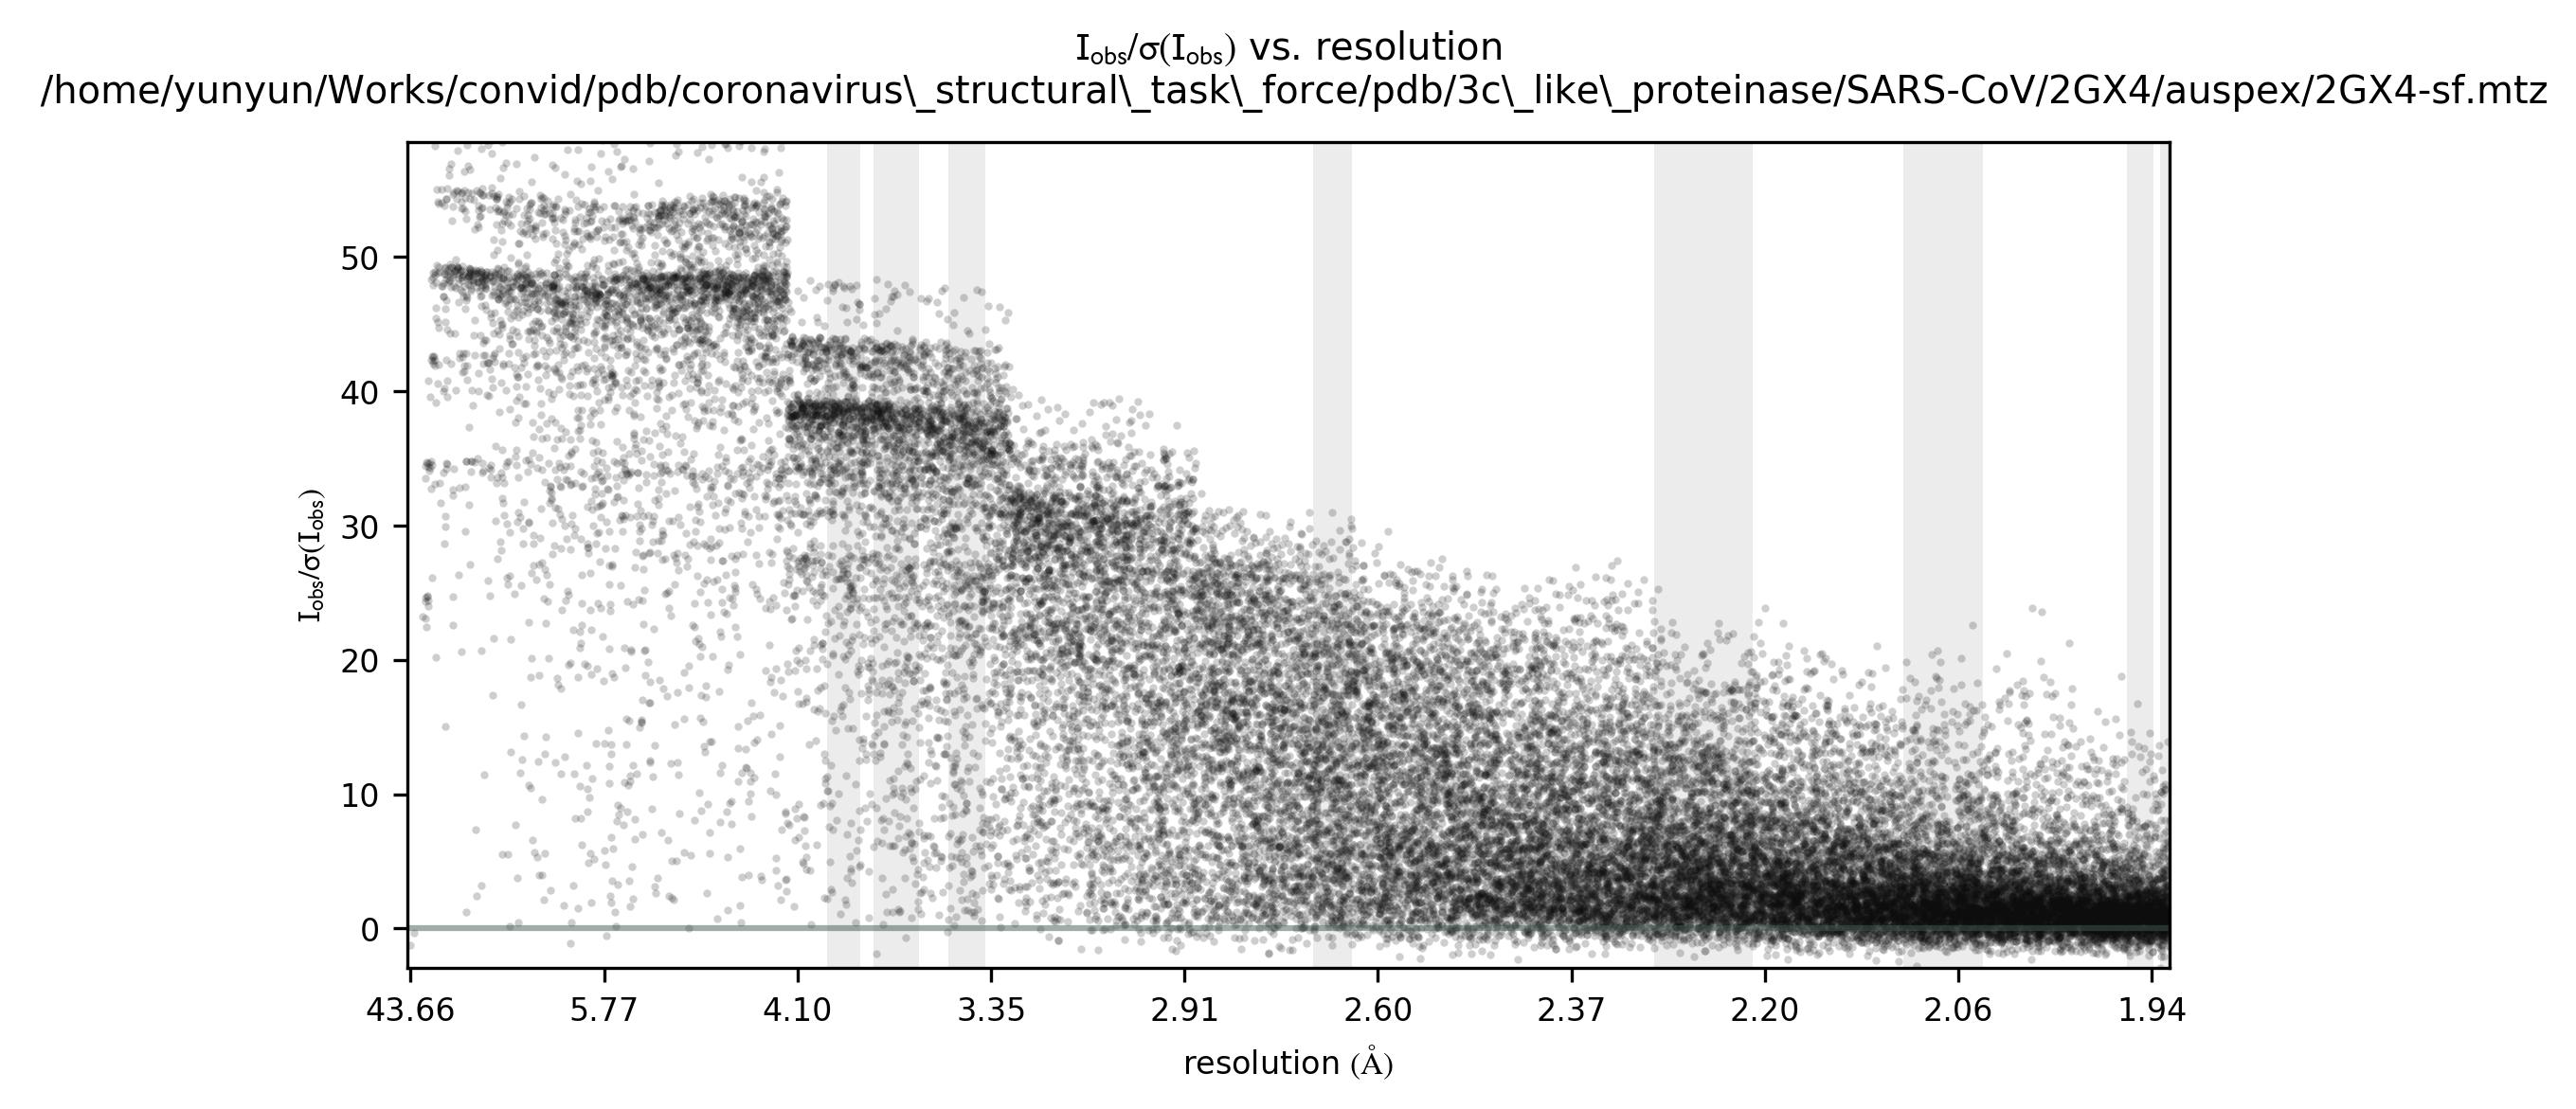 Iobs/σ(Iobs) vs. resolution
/home/yunyun/Works/convid/pdb/coronavirus\_structural\_task\_force/pdb/3c\_like\_proteinase/SARS-CoV/2GX4/auspex/2GX4-sf.mtz
Iobs/σ(Iobs)
50
40
30
20
10
0
43.66 5.77 4.10 3.35 2.91 2.60 2.37 2.20 2.06 1.94
resolution (Å)